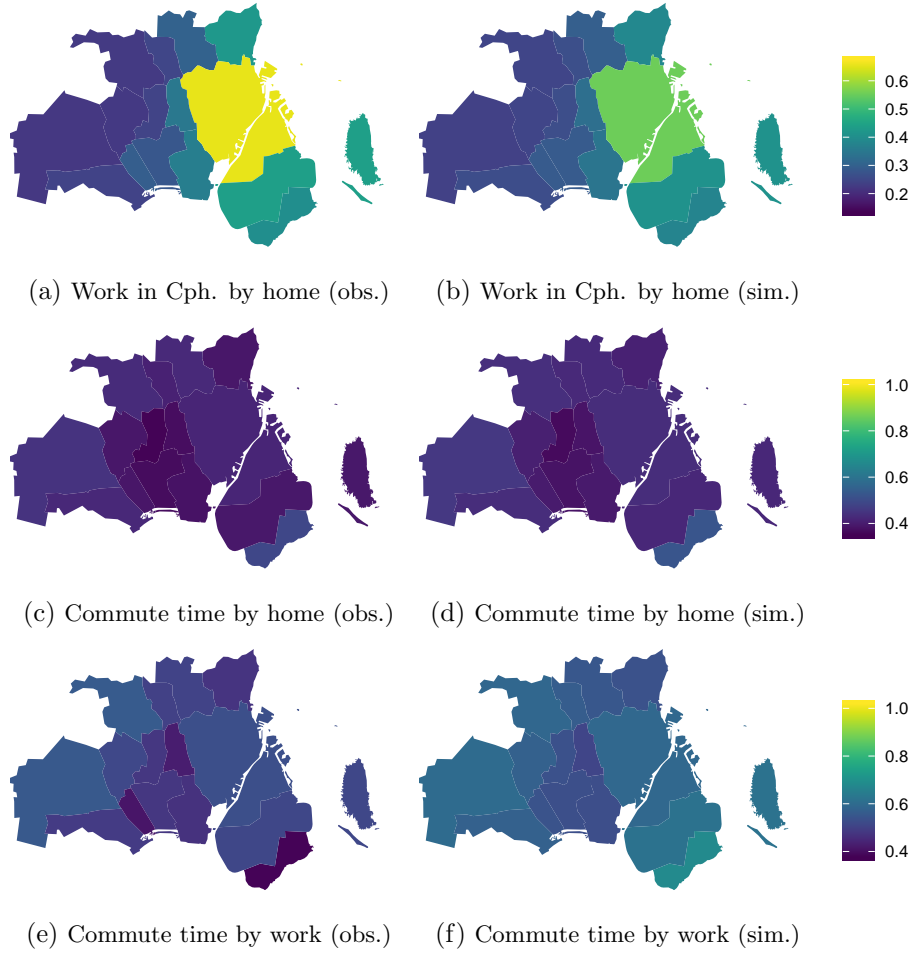 0.6
0.5
0.4
0.3
0.2
(a) Work in Cph. by home (obs.)
(b) Work in Cph. by home (sim.)
1.0
0.8
0.6
0.4
(c) Commute time by home (obs.)
(d) Commute time by home (sim.)
1.0
0.8
0.6
0.4
(e) Commute time by work (obs.)
(f) Commute time by work (sim.)